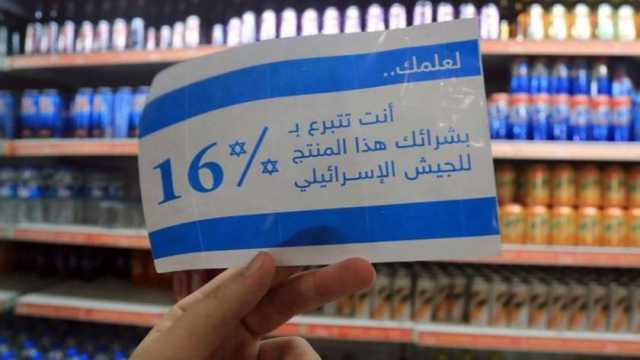 لعلمك..
أنت تتبرع بـ
بشرائك هذا المنتج
للجيش الإسرائيلي
16%